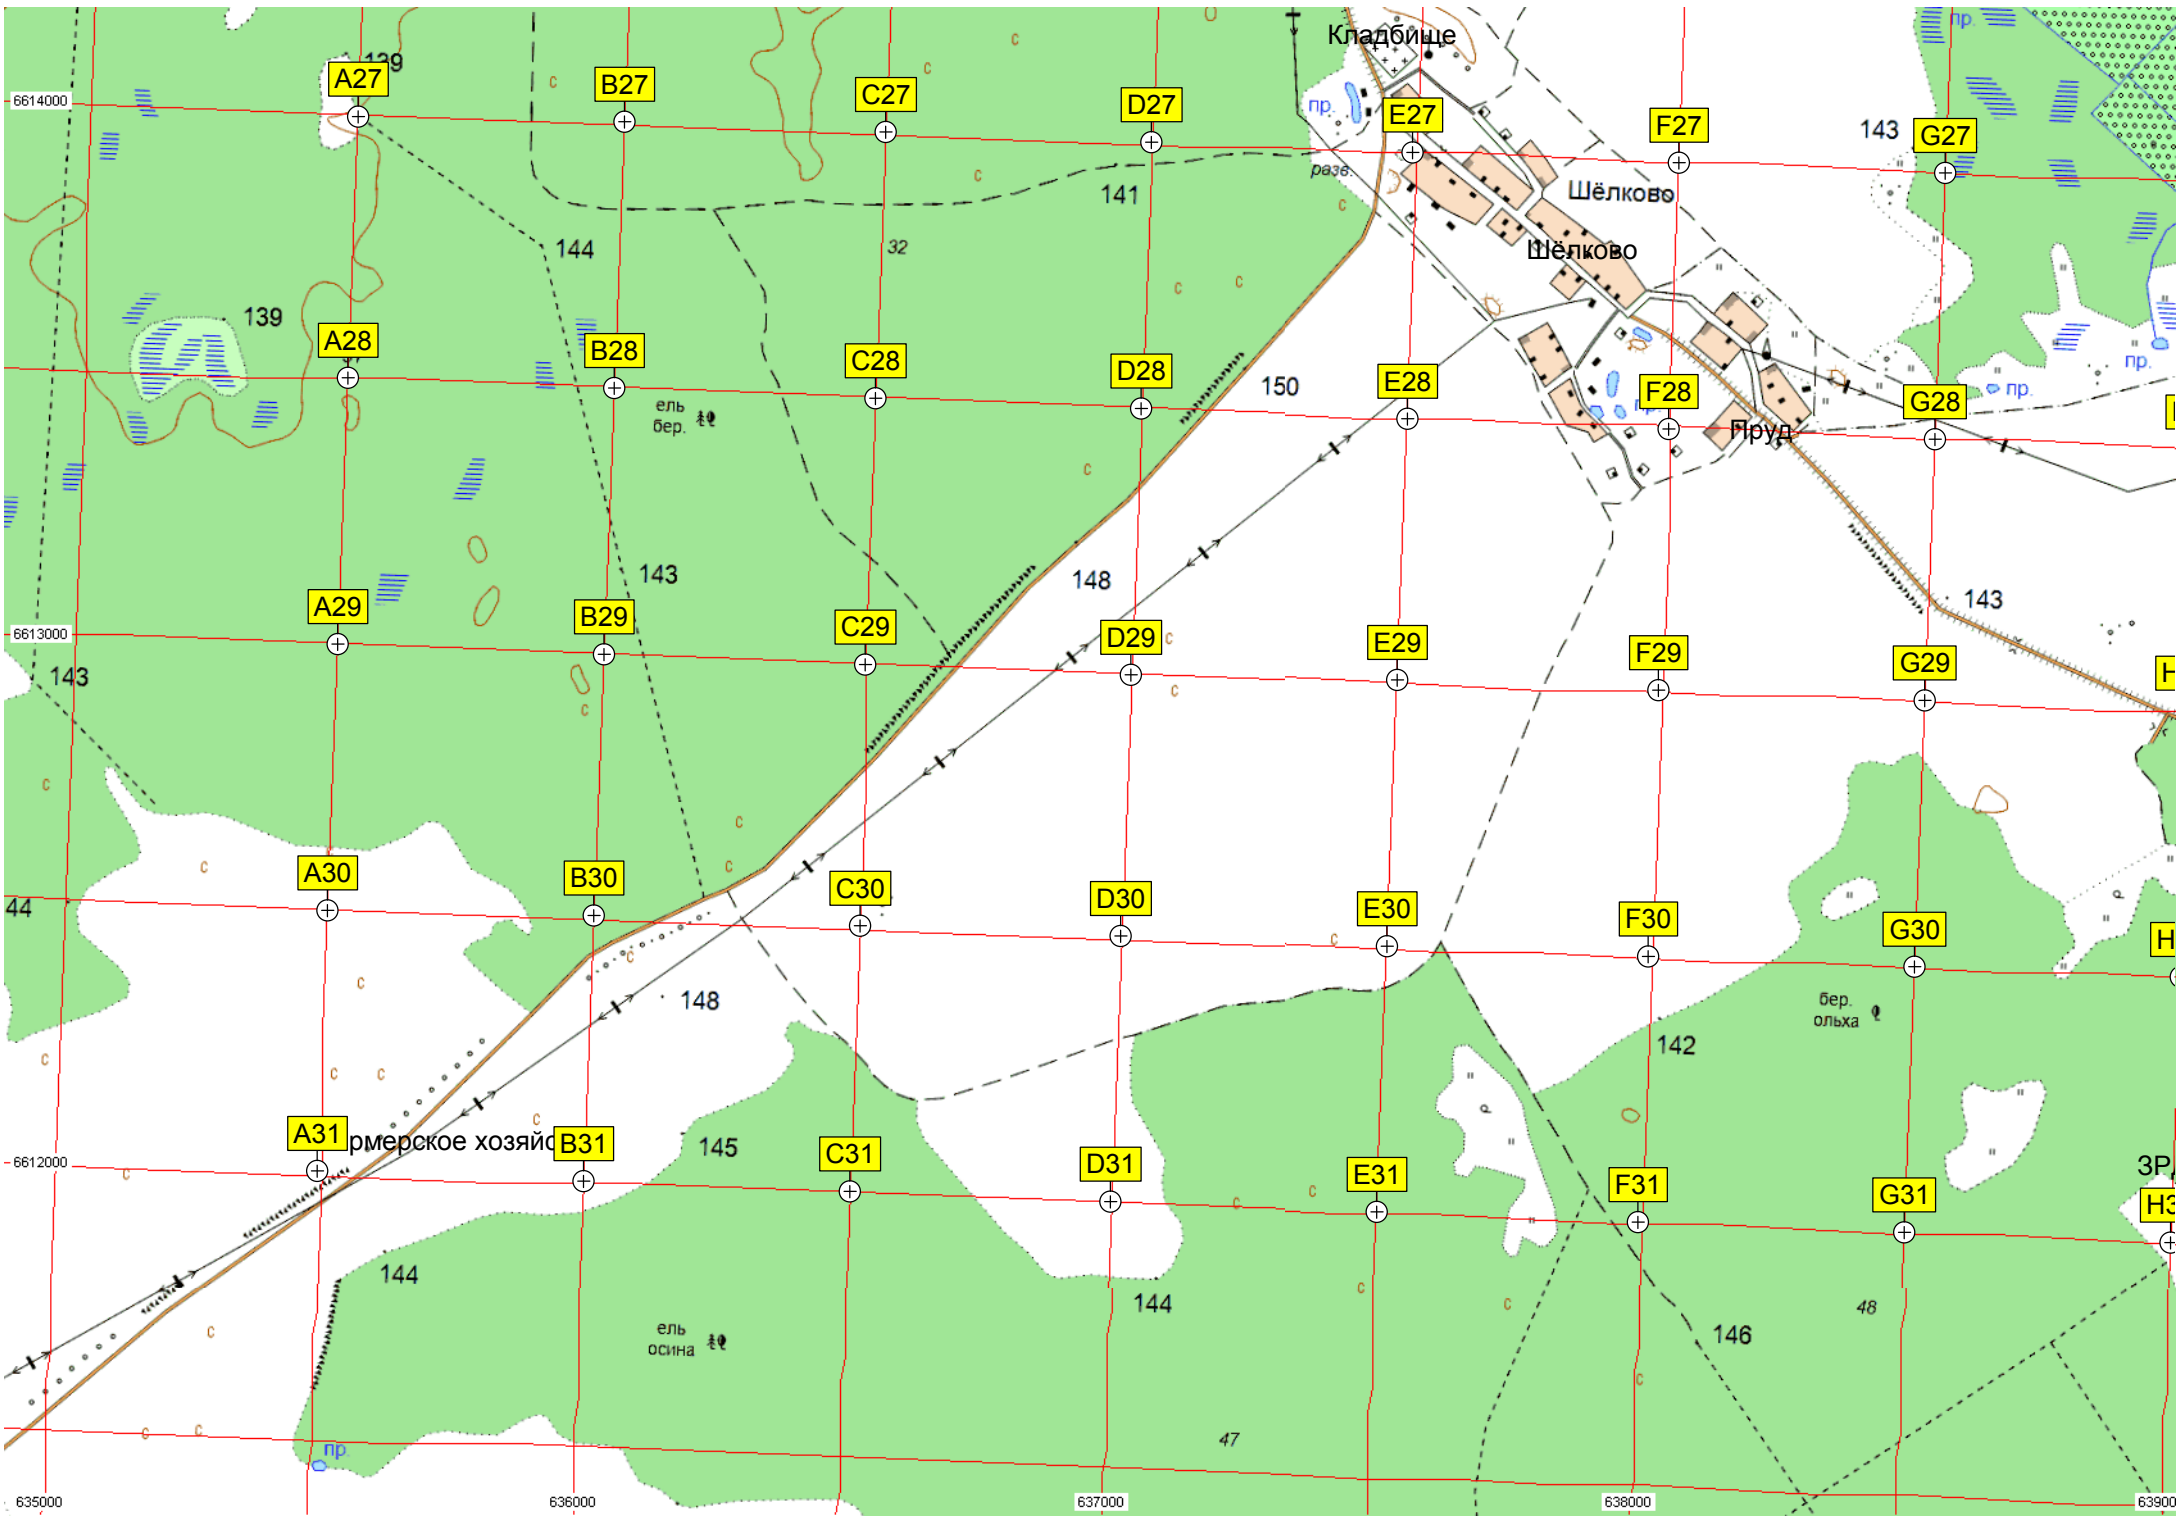 пр.
Кладбище
139
A27
B27
C27
D27
E27
F27
G27
6614000
пр.
143
разв.
141
Шёлково
144
32
Шёлково
139
A28
B28
C28
D28
E28
F28
G28
150
пр.
пр.
ель
бер.
Пруд
148
143
143
A29
B29
C29
D29
E29
F29
G29
6613000
143
A30
B30
C30
D30
E30
F30
G30
H
44
148
бер.
ольха
142
A31
рмерское хозяйс
B31
145
C31
D31
E31
F31
G31
6612000
144
144
48
146
ель
осина
47
пр
635000
636000
637000
638000